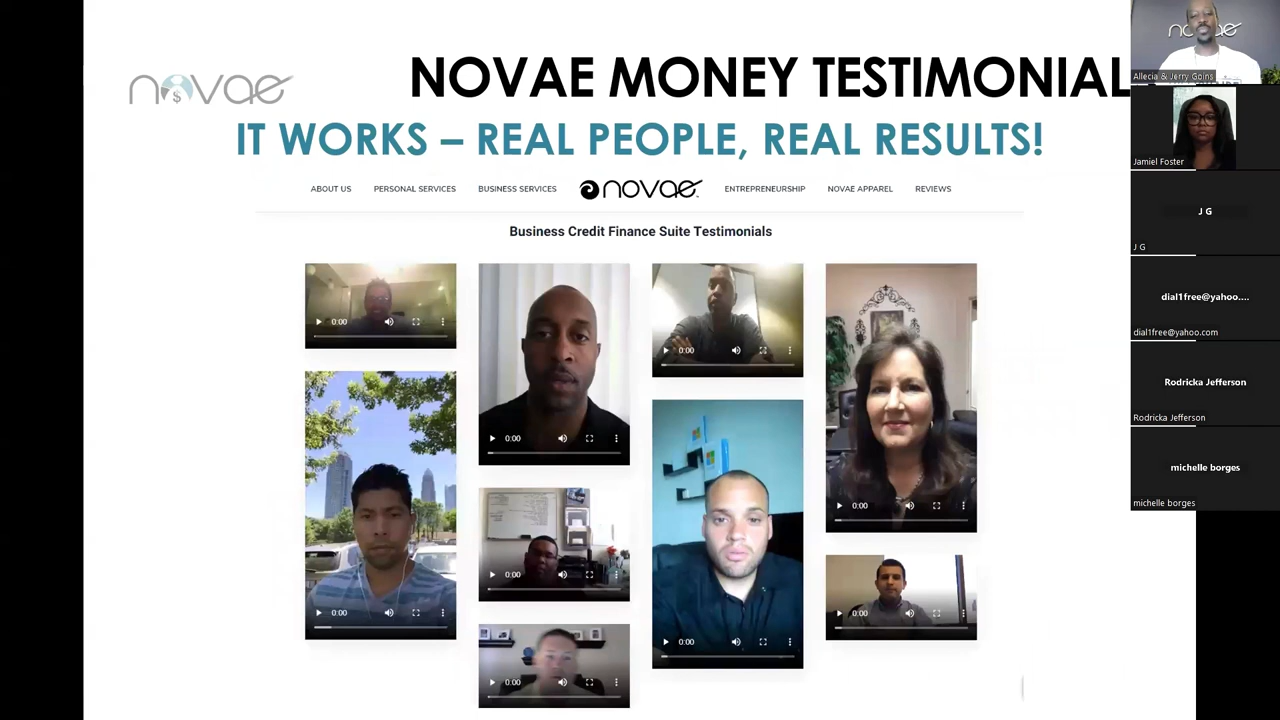 novae
NOVAE MONEY TESTIMONIAL
IT WORKS – REAL PEOPLE, REAL RESULTS!
ABOUT US PERSONAL SERVICES BUSINESS SERVICES novae ENTREPRENEURSHIP NOVAE APPAREL REVIEWS
Business Credit Finance Suite Testimonials
0:00
0:00
0:00
0:00
0:00
0:00
0:00
0:00
0:00
Allecia & Jerry Goins
Jamiel Foster
J G
J G
dial1free@yahoo....
dial1free@yahoo.com
Rodricka Jefferson
Rodricka Jefferson
michelle borges
michelle borges